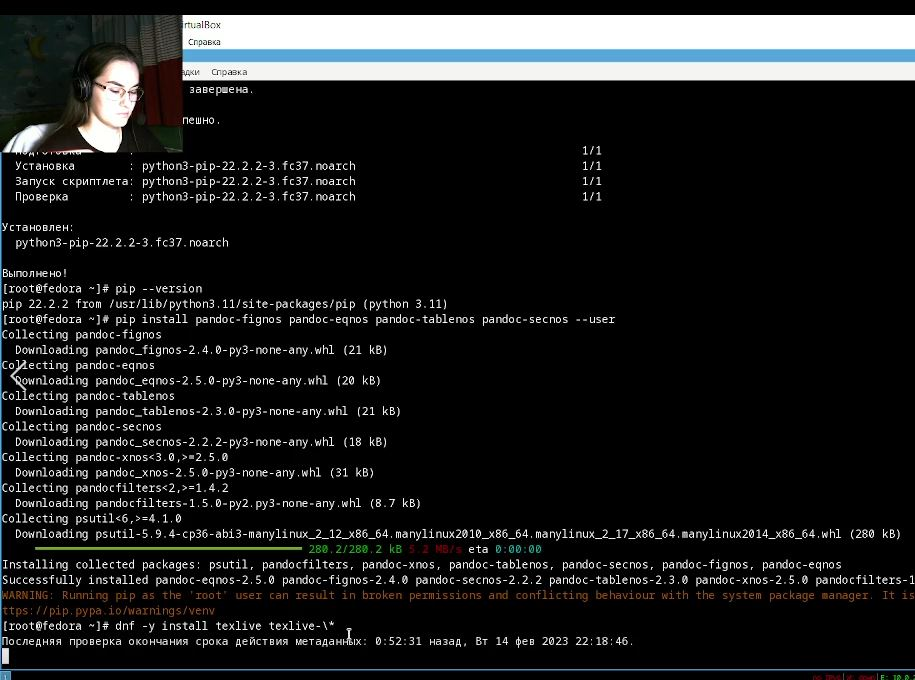 rtualBox
Справка
адки Справка
завершена.
пешно.
Подготовка : 1/1
Установка : python3-pip-22.2.2-3.fc37.noarch 1/1
Запуск скриптлета: python3-pip-22.2.2-3.fc37.noarch 1/1
Проверка : python3-pip-22.2.2-3.fc37.noarch 1/1
Установлен:
python3-pip-22.2.2-3.fc37.noarch
Выполнено!
[root@fedora ~]# pip --version
pip 22.2.2 from /usr/lib/python3.11/site-packages/pip (python 3.11)
[root@fedora ~]# pip install pandoc-fignos pandoc-eqnos pandoc-tablenos pandoc-secnos --user
Collecting pandoc-fignos
Downloading pandoc_fignos-2.4.0-py3-none-any.whl (21 kB)
Collecting pandoc-eqnos
Downloading pandoc_eqnos-2.5.0-py3-none-any.whl (20 kB)
Collecting pandoc-tablenos
Downloading pandoc_tablenos-2.3.0-py3-none-any.whl (21 kB)
Collecting pandoc-secnos
Downloading pandoc_secnos-2.2.2-py3-none-any.whl (18 kB)
Collecting pandoc-xnos<3.0,>=2.5.0
Downloading pandoc_xnos-2.5.0-py3-none-any.whl (31 kB)
Collecting pandocfilters<2,>=1.4.2
Downloading pandocfilters-1.5.0-py2.py3-none-any.whl (8.7 kB)
Collecting psutil<6,>=4.1.0
Downloading psutil-5.9.4-cp36-abi3-manylinux_2_12_x86_64.manylinux2010_x86_64.manylinux_2_17_x86_64.manylinux2014_x86_64.whl (280 kB)
280.2/280.2 kB 5.2 MB/s eta 0:00:00
Installing collected packages: psutil, pandocfilters, pandoc-xnos, pandoc-tablenos, pandoc-secnos, pandoc-fignos, pandoc-eqnos
Successfully installed pandoc-eqnos-2.5.0 pandoc-fignos-2.4.0 pandoc-secnos-2.2.2 pandoc-tablenos-2.3.0 pandoc-xnos-2.5.0 pandocfilters-1
WARNING: Running pip as the 'root' user can result in broken permissions and conflicting behaviour with the system package manager. It is
ttps://pip.pypa.io/warnings/venv
[root@fedora ~]# dnf -y install texlive texlive-\*
Последняя проверка окончания срока действия метаданных: 0:52:31 назад, Вт 14 фев 2023 22:18:46.
1